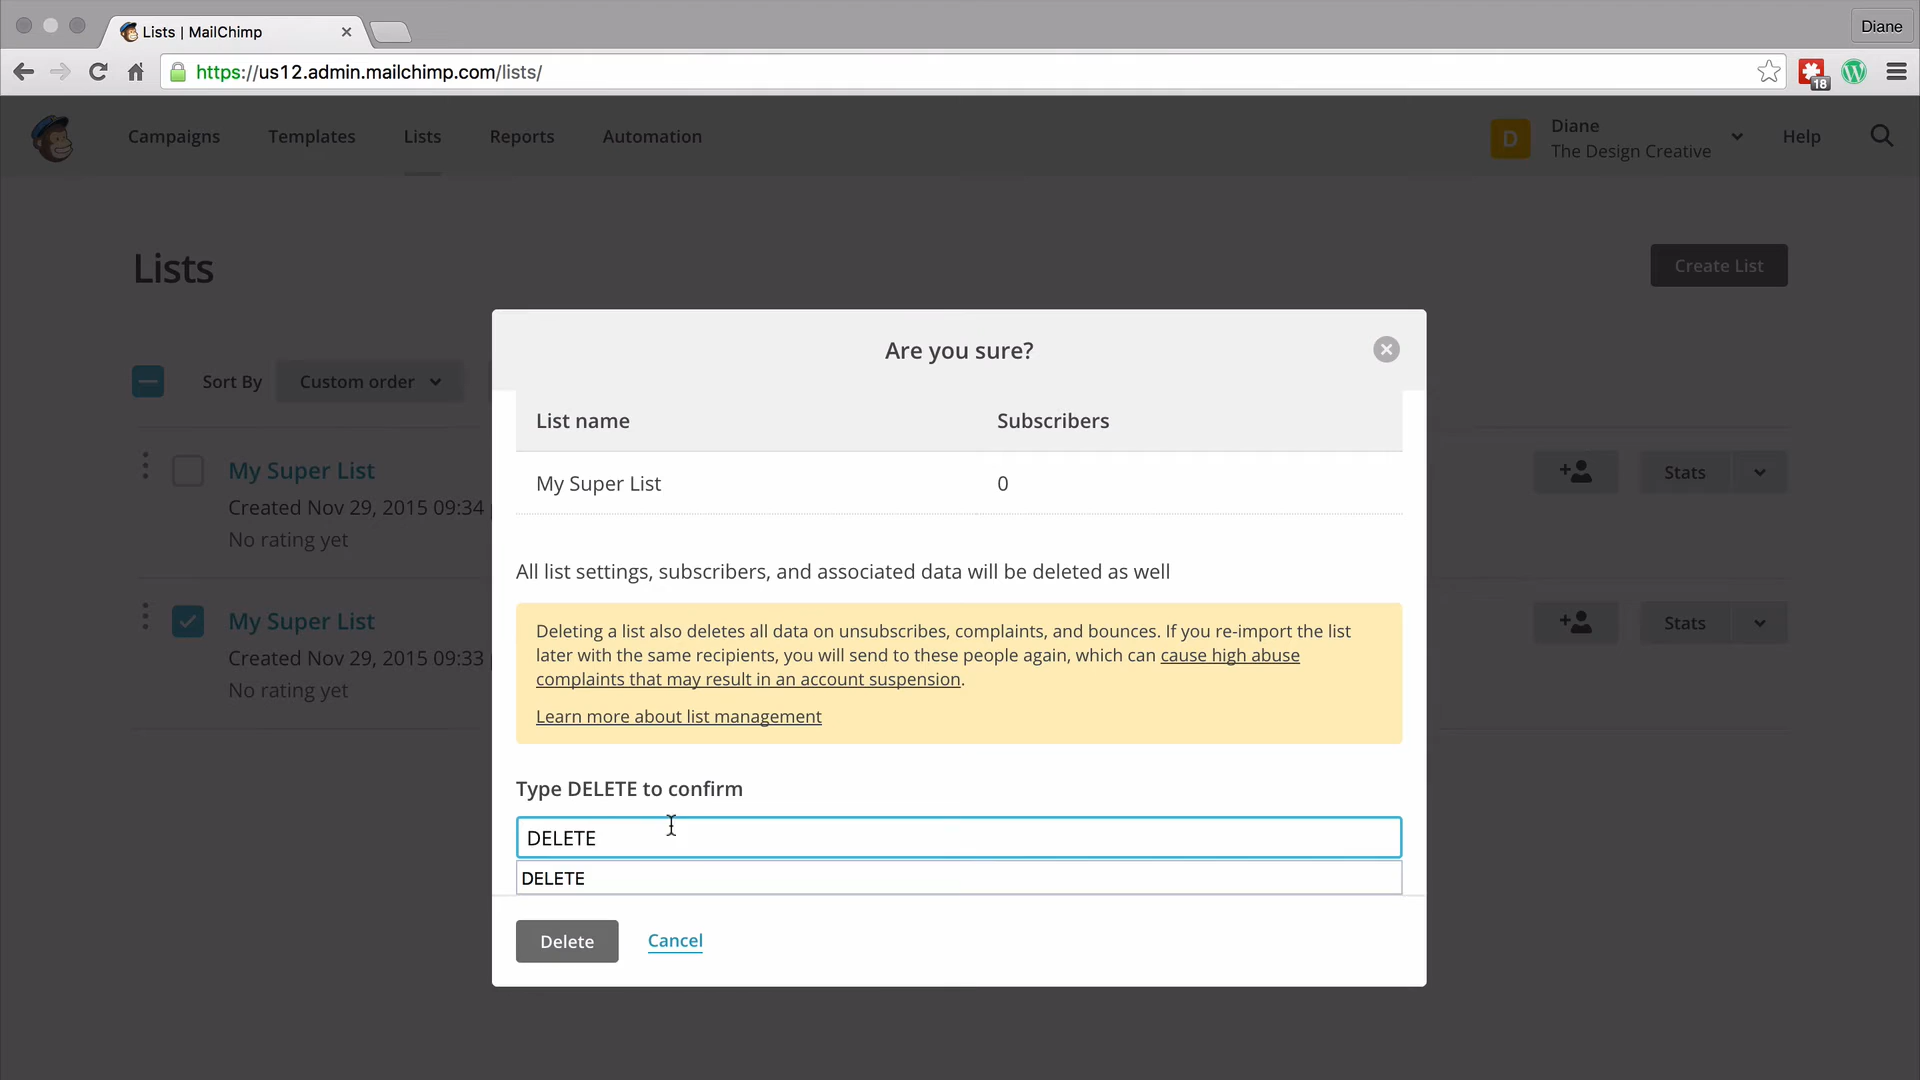 Lists | MailChimp
Diane
https://us12.admin.mailchimp.com/lists/
18
Campaigns
Templates
Lists
Reports
Automation
D
Diane
The Design Creative
Help
Lists
Create List
Sort By
Custom order
My Super List
Created Nov 29, 2015 09:34
No rating yet
Stats
My Super List
Created Nov 29, 2015 09:33
No rating yet
Stats
Are you sure?
List name
Subscribers
My Super List
0
All list settings, subscribers, and associated data will be deleted as well
Deleting a list also deletes all data on unsubscribes, complaints, and bounces. If you re-import the list
later with the same recipients, you will send to these people again, which can cause high abuse
complaints that may result in an account suspension.
Learn more about list management
Type DELETE to confirm
DELETE
DELETE
Delete
Cancel